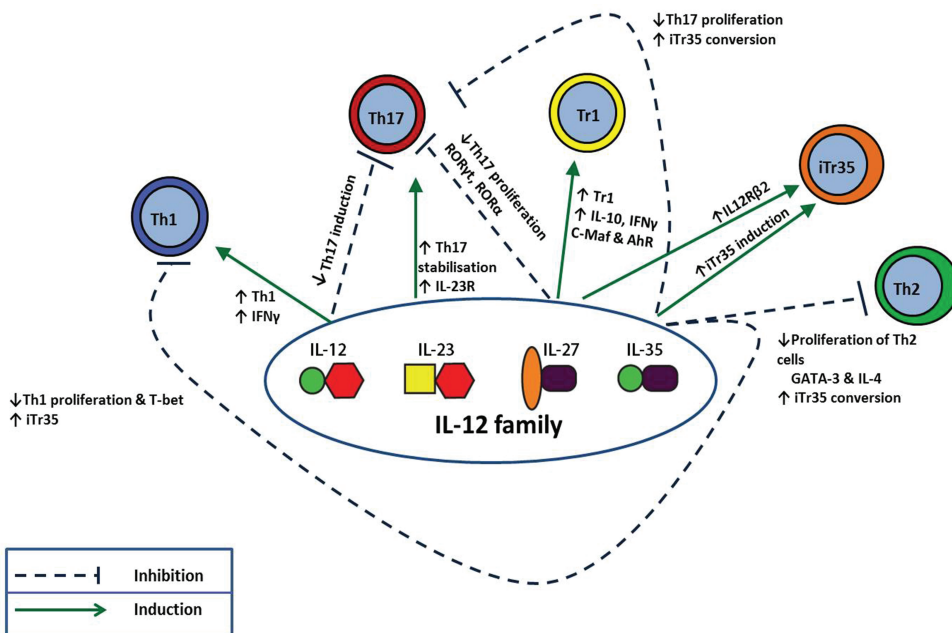 ↓Th17 proliferation
↑ iTr35 conversion
Th17
Tr1
iTr35
Th1
Th2
↓Th17 induction
↑ Th17
stabilisation
↑ IL-23R
↓Th17 proliferation
RORγt, RORα
↑ Tr1
↑ IL-10, IFNγ
C-Maf & AhR
↑IL12Rβ2
↑iTr35 induction
↑ Th1
↑ IFNγ
↓Proliferation of Th2
cells
GATA-3 & IL-4
↑ iTr35 conversion
IL-12
IL-23
IL-27
IL-35
IL-12 family
↓Th1 proliferation & T-bet
↑ iTr35
Inhibition
Induction